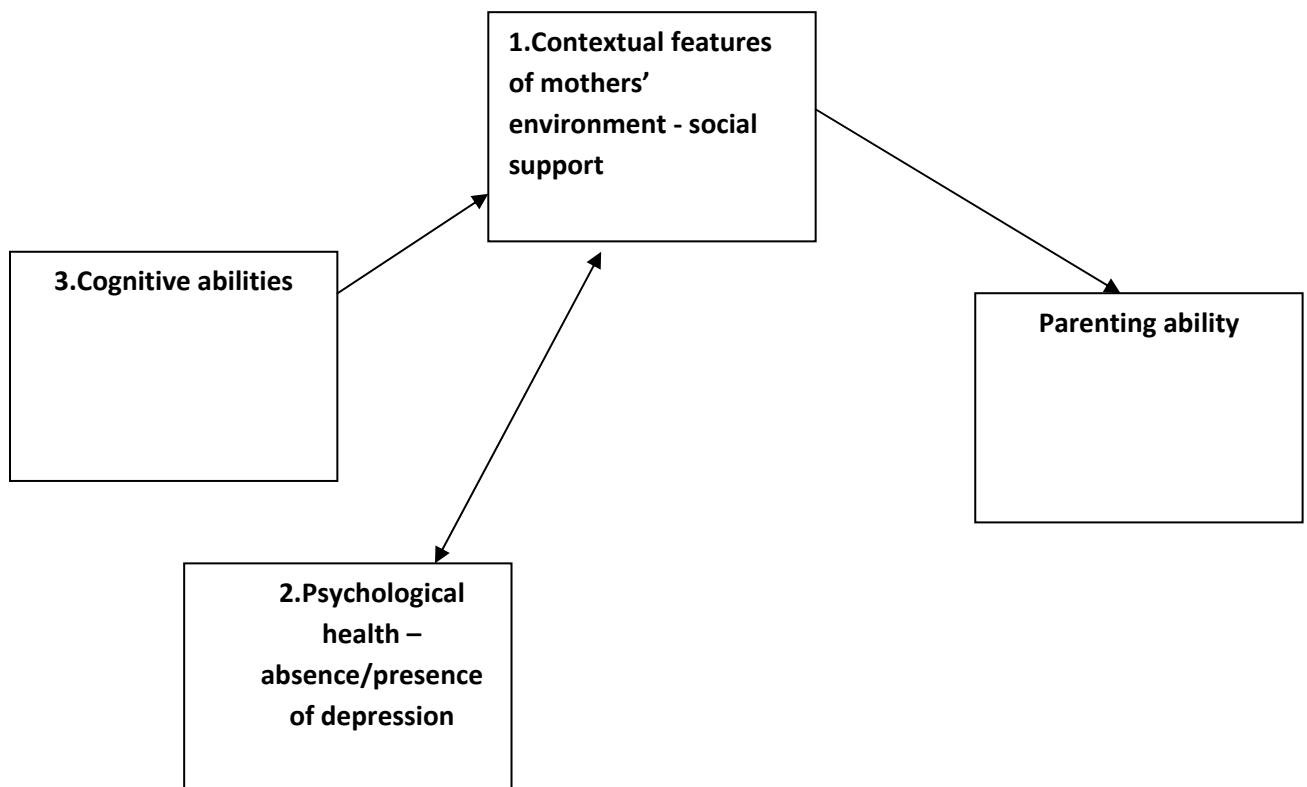 1.Contextual features
of mothers’
environment - social
support
3.Cognitive abilities
Parenting ability
2.Psychological
health –
absence/presence
of depression